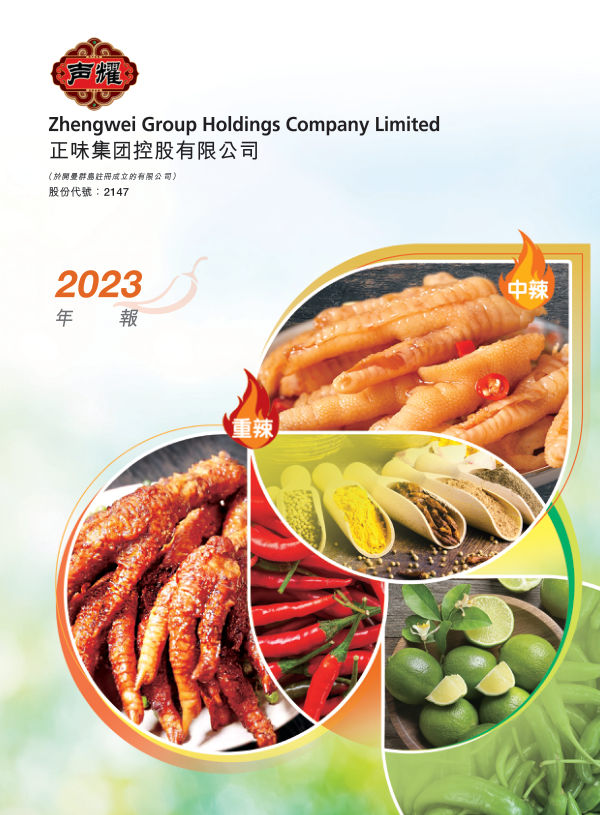 声耀
Zhengwei Group Holdings Company Limited
正味集团控股有限公司
(於開曼群島註冊成立的有限公司)
股份代號：2147
2023
年 報
中辣
重辣